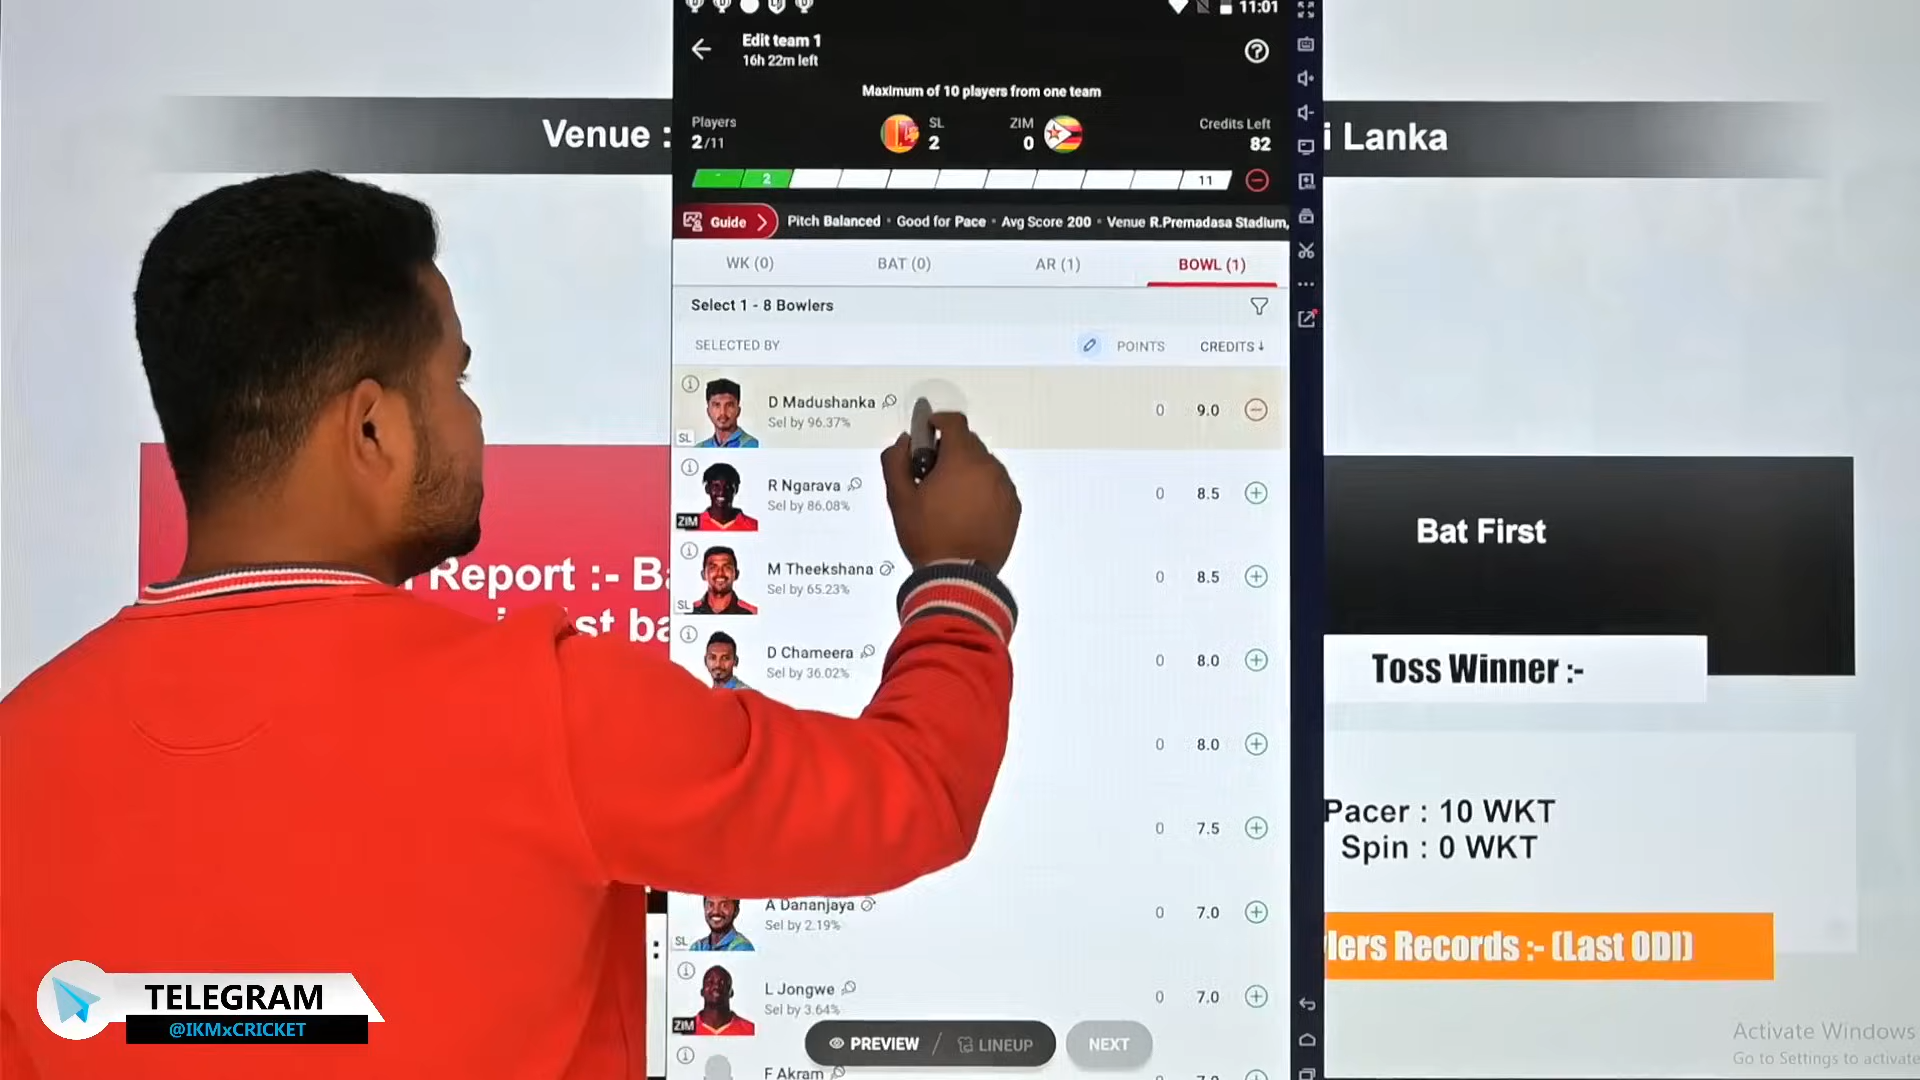 11:01
Edit team 1
16h 22m left
Maximum of 10 players from one team
Players
2/11
SL
2
ZIM
0
Credits Left
82
2
11
Venue :
i Lanka
Guide
Pitch Balanced • Good for Pace • Avg Score 200 • Venue R.Premadasa Stadium,
WK (0)
BAT (0)
AR (1)
BOWL (1)
Select 1 - 8 Bowlers
SELECTED BY
POINTS
CREDITS↓
D Madushanka
Sel by 96.37%
SL
0
9.0
R Ngarava
Sel by 86.08%
ZIM
0
8.5
M Theekshana
Sel by 65.23%
SL
0
8.5
D Chameera
Sel by 36.02%
0
8.0
0
8.0
0
7.5
A Dananjaya
Sel by 2.19%
SL
0
7.0
L Jongwe
Sel by 3.64%
ZIM
0
7.0
F Akram
PREVIEW / LINEUP
NEXT
Report :- Ba
st ba
Bat First
Toss Winner :-
Pacer : 10 WKT
Spin : 0 WKT
lers Records :- (Last ODI)
TELEGRAM
@IKMxCRICKET
Activate Windows
Go to Settings to activate